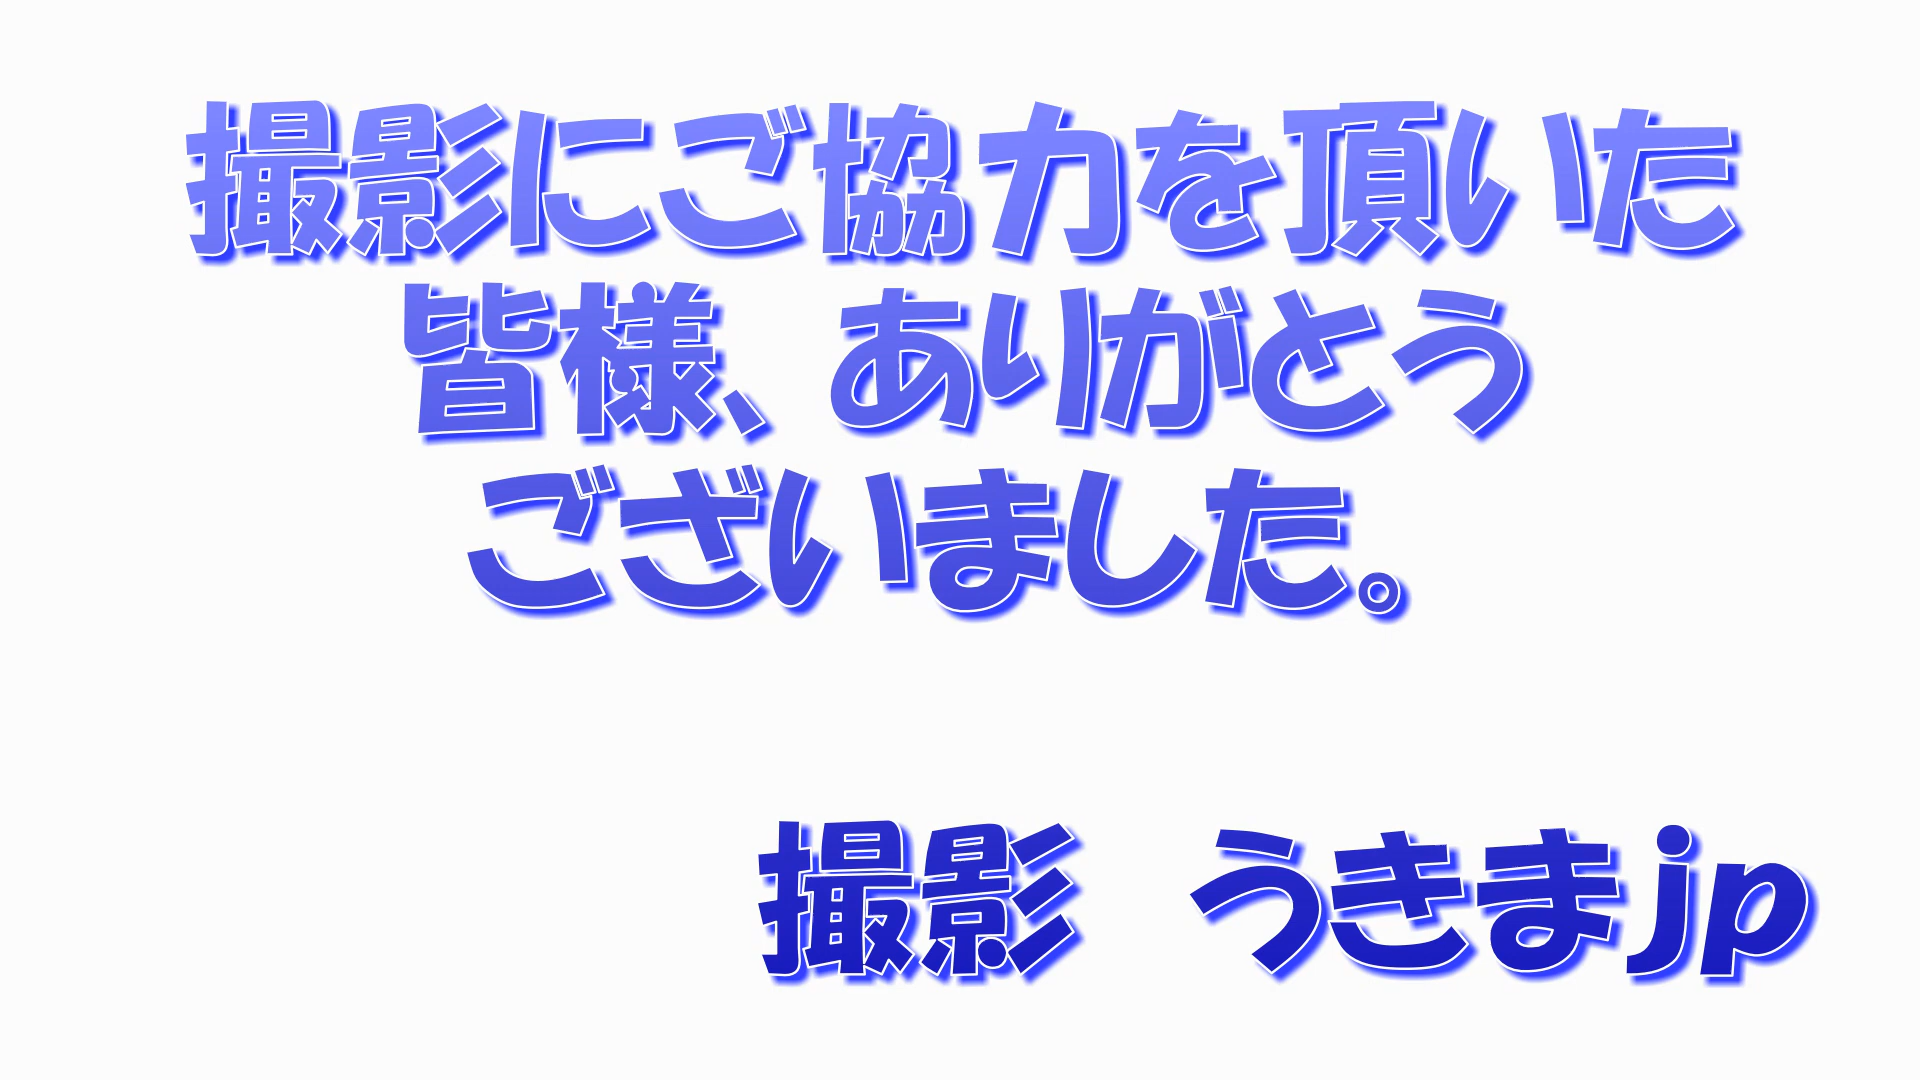 撮影にご協力を頂いた
皆様、ありがとう
ございました。
撮影　うきまjp